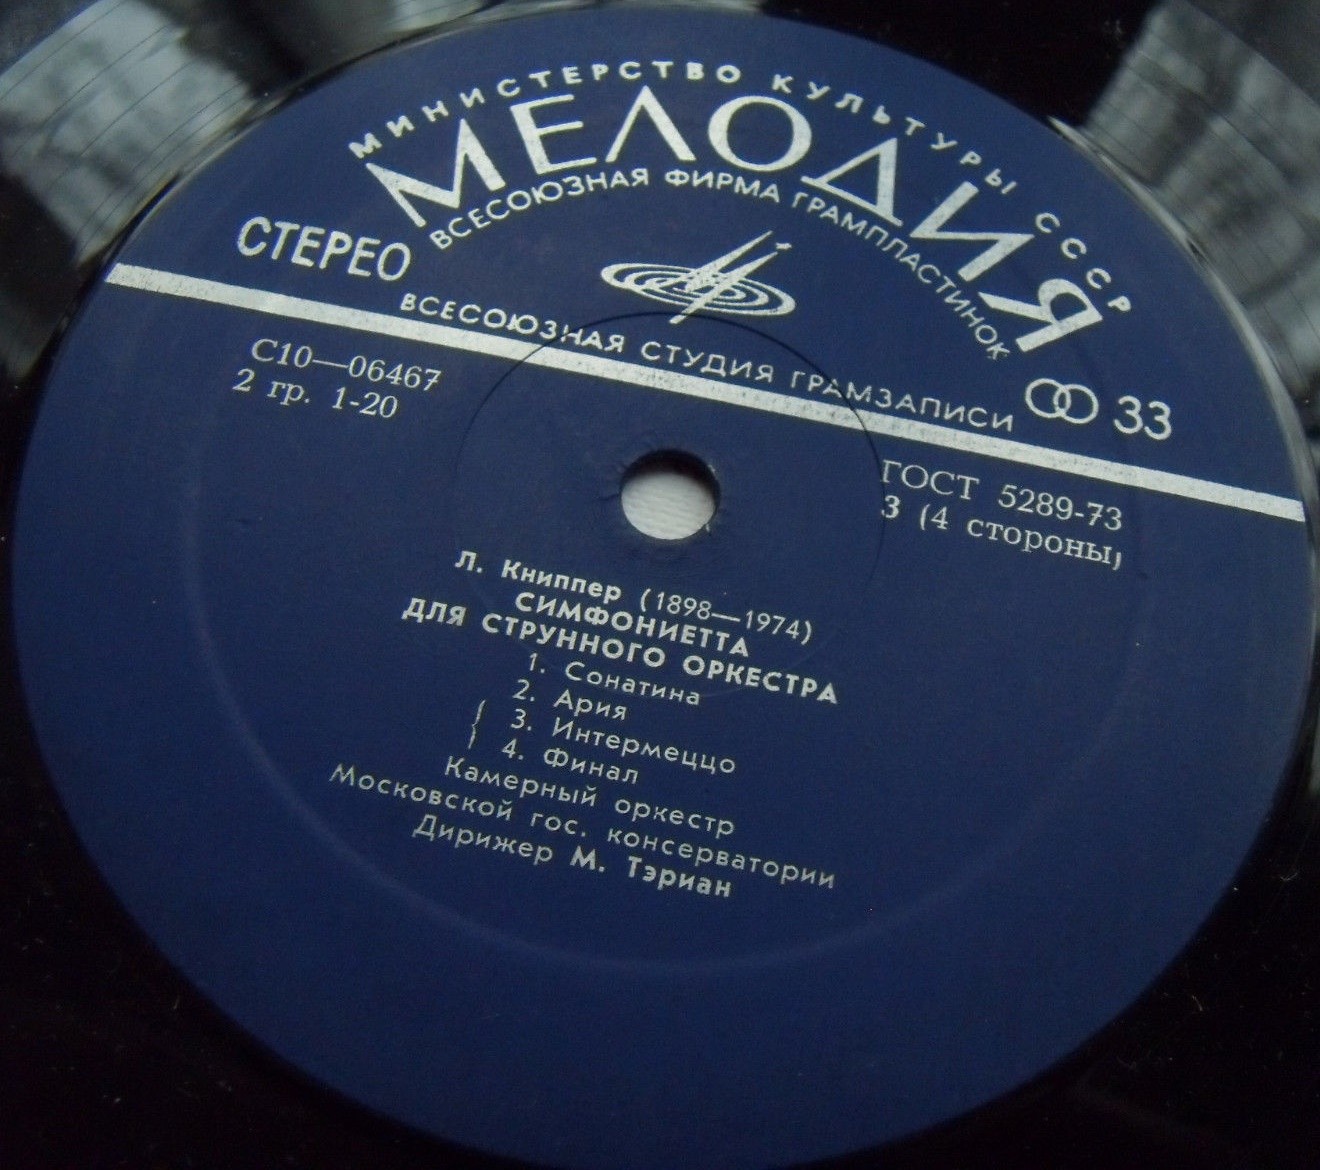 МИНИСТЕРСТВО КУЛЬТУРЫ СССР
МЕЛОДИЯ
ВСЕСОЮЗНАЯ ФИРМА ГРАМПЛАСТИНОК
СТЕРЕО
ВСЕСОЮЗНАЯ СТУДИЯ ГРАМЗАПИСИ
33
С10—06467
2 гр. 1-20
ГОСТ 5289-73
3 (4 стороны)
Л. Книппер (1898—1974)
СИМФОНИЕТТА
ДЛЯ СТРУННОГО ОРКЕСТРА
1. Сонатина
2. Ария
3. Интермеццо
4. Финал
Камерный оркестр
Московской гос. консерватории
Дирижер М. Тэриан